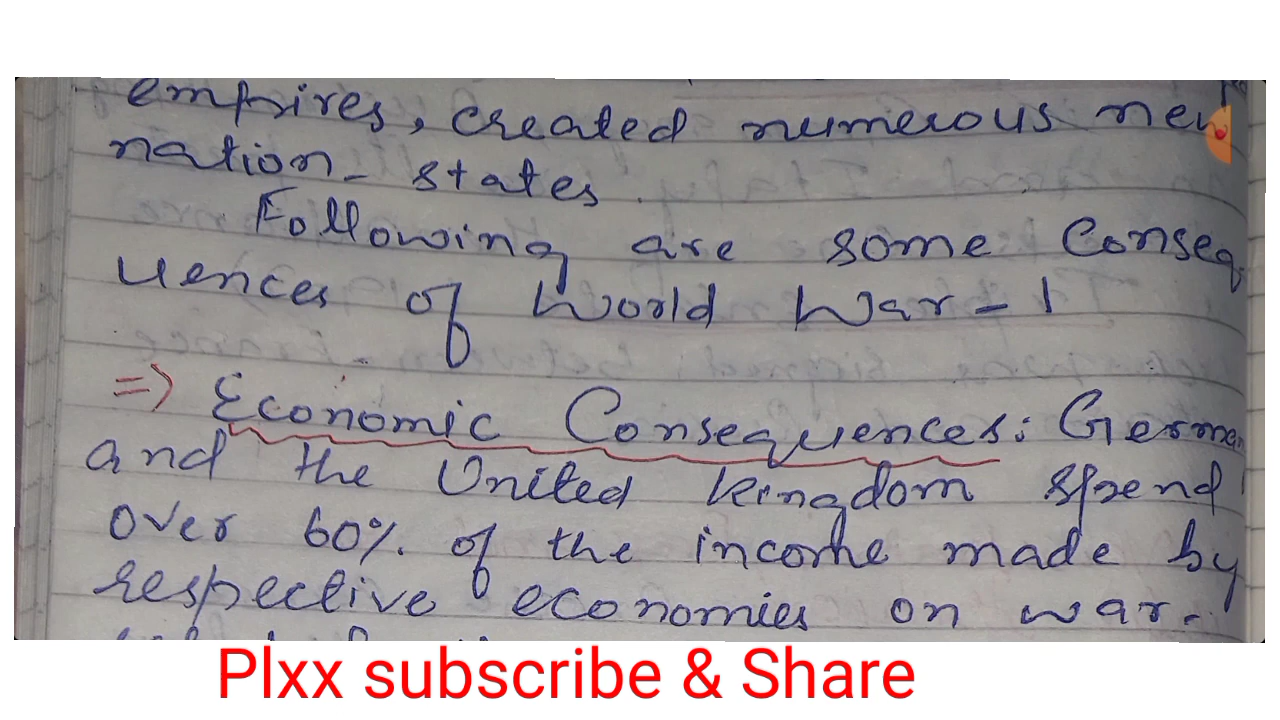 empires, created numerous new
nation- states.
Following are some Conseq
uences of World War - 1
=> Economic Consequences: German
and the United kingdom spend
over 60% of the income made by
respective economies on war-
Plxx subscribe & Share